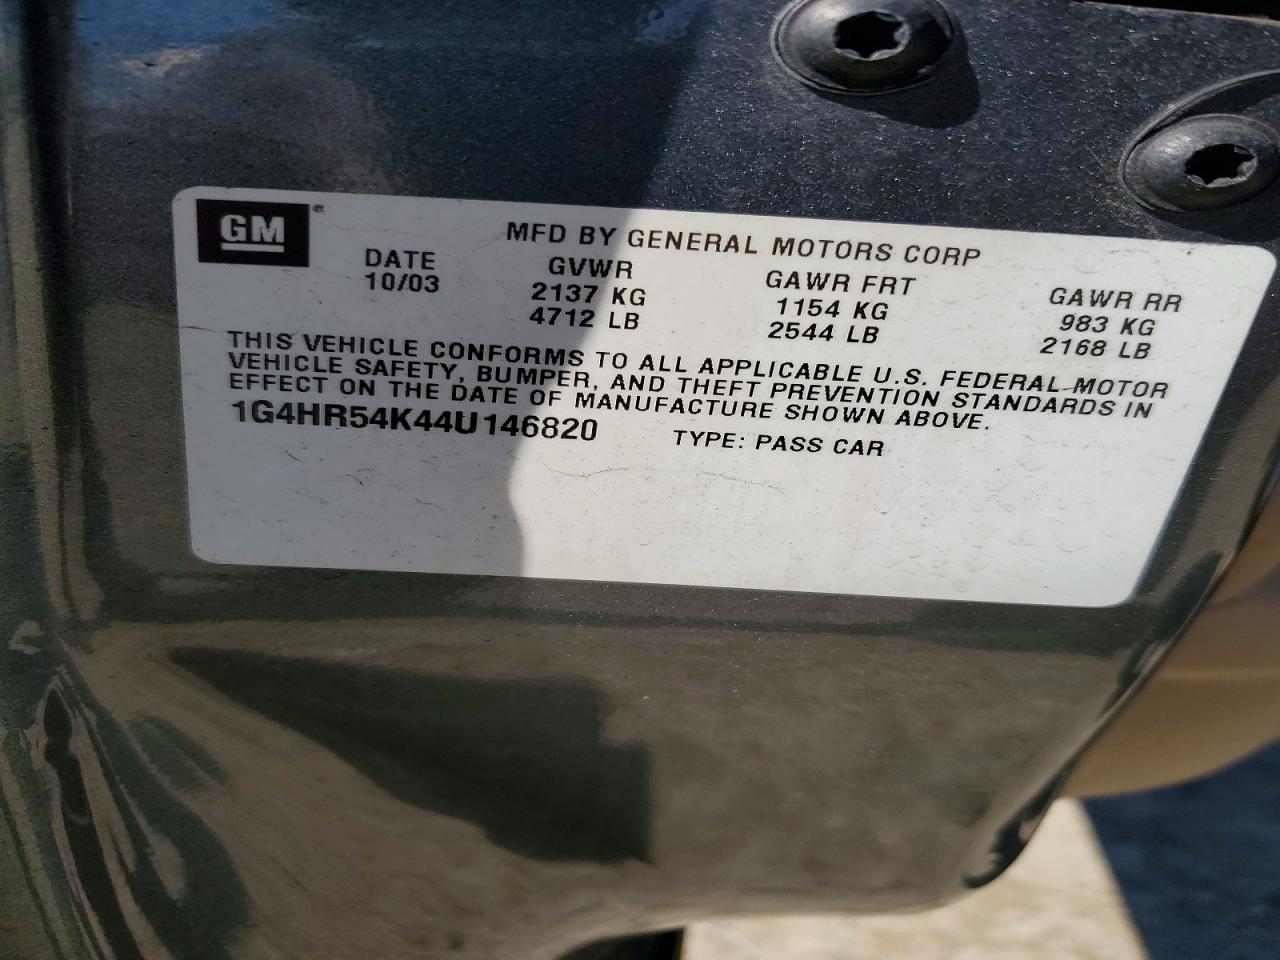 GM ®
MFD BY GENERAL MOTORS CORP
DATE GVWR GAWR FRT GAWR RR
10/03 2137 KG 1154 KG 983 KG
4712 LB 2544 LB 2168 LB
THIS VEHICLE CONFORMS TO ALL APPLICABLE U.S. FEDERAL MOTOR
VEHICLE SAFETY, BUMPER, AND THEFT PREVENTION STANDARDS IN
EFFECT ON THE DATE OF MANUFACTURE SHOWN ABOVE.
1G4HR54K44U146820 TYPE: PASS CAR